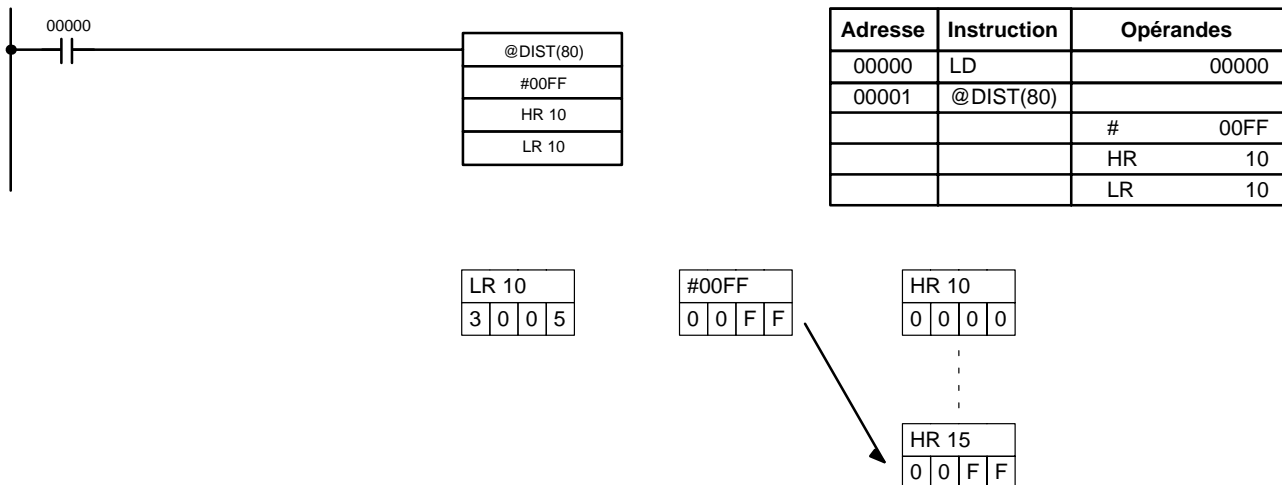 00000
@DIST(80)
#00FF
HR 10
LR 10
Adresse Instruction Opérandes
00000 LD 00000
00001 @DIST(80)
# 00FF
HR 10
LR 10
LR 10 #00FF HR 10
3 0 0 5 0 0 F F 0 0 0 0
HR 15
0 0 F F